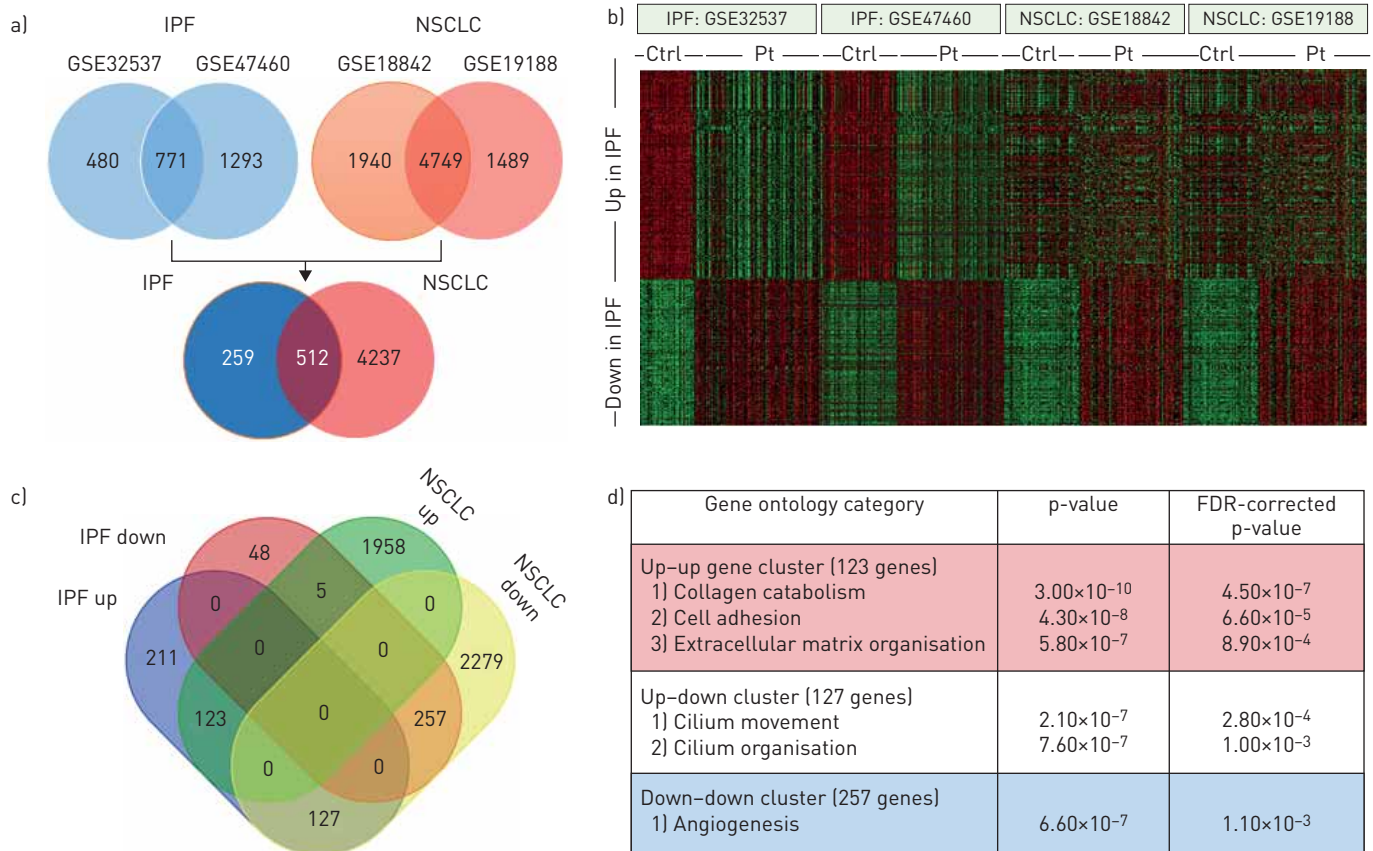 a)
IPF
NSCLC
GSE32537
GSE47460
GSE18842
GSE19188
480
771
1293
1940
4749
1489
IPF
NSCLC
259
512
4237
b)
IPF: GSE32537
IPF: GSE47460
NSCLC: GSE18842
NSCLC: GSE19188
Ctrl
Pt
Ctrl
Pt
Ctrl
Pt
Ctrl
Pt
Up in IPF
Down in IPF
c)
IPF up
IPF down
NSCLC up
NSCLC down
48
1958
0
5
0
211
0
0
2279
123
0
257
0
0
127
d)
Gene ontology category p-value FDR-corrected
p-value
Up–up gene cluster (123 genes)
1) Collagen catabolism 3.00×10⁻¹⁰ 4.50×10⁻⁷
2) Cell adhesion 4.30×10⁻⁸ 6.60×10⁻⁵
3) Extracellular matrix organisation 5.80×10⁻⁷ 8.90×10⁻⁴
Up–down cluster (127 genes)
1) Cilium movement 2.10×10⁻⁷ 2.80×10⁻⁴
2) Cilium organisation 7.60×10⁻⁷ 1.00×10⁻³
Down–down cluster (257 genes)
1) Angiogenesis 6.60×10⁻⁷ 1.10×10⁻³